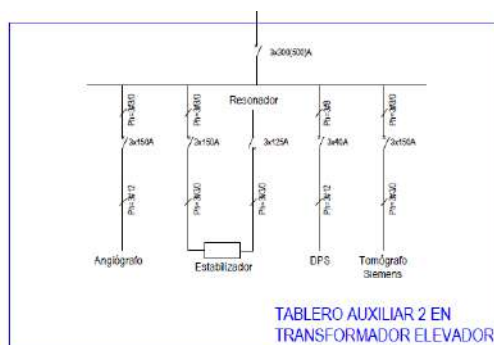 3x300(500)A
Resonador
Ph=3#3/0
Ph=3#3/0
Ph=3#8
Ph=3#3/0
3x150A
3x150A
3x125A
3x40A
3x150A
Ph=3#12
Ph=3#3/0
Ph=3#3/0
Ph=3#12
Ph=3#3/0
Angiógrafo
Estabilizador
DPS
Tomógrafo
Siemens
TABLERO AUXILIAR 2 EN
TRANSFORMADOR ELEVADOR